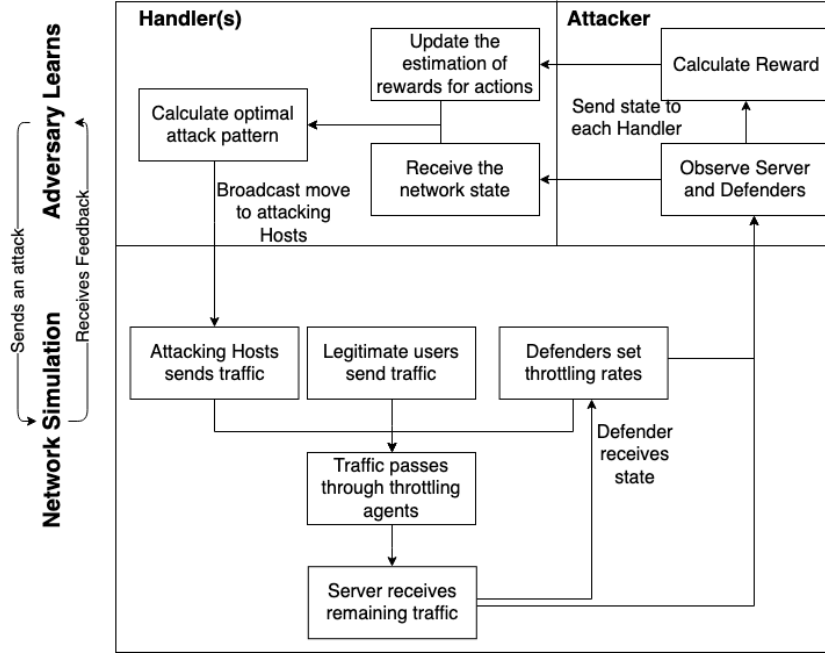 Handler(s)
Attacker
Update the
estimation of
rewards for actions
Calculate Reward
Calculate optimal
attack pattern
Send state to
each Handler
Receive the
network state
Observe Server
and Defenders
Broadcast move
to attacking
Hosts
Adversary Learns
Sends an attack
Receives Feedback
Network Simulation
Attacking Hosts
sends traffic
Legitimate users
send traffic
Defenders set
throttling rates
Defender
receives
state
Traffic passes
through throttling
agents
Server receives
remaining traffic